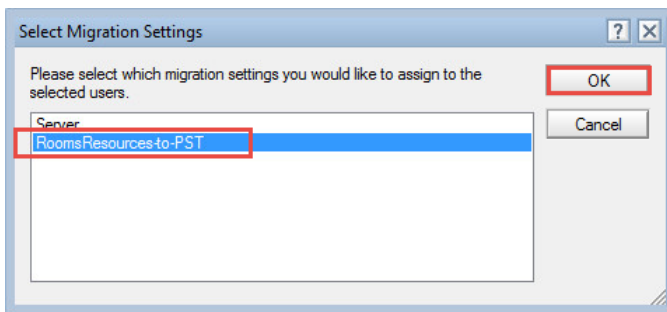 Select Migration Settings
? X
Please select which migration settings you would like to assign to the
selected users.
OK
Server
Cancel
RoomsResources-to-PST